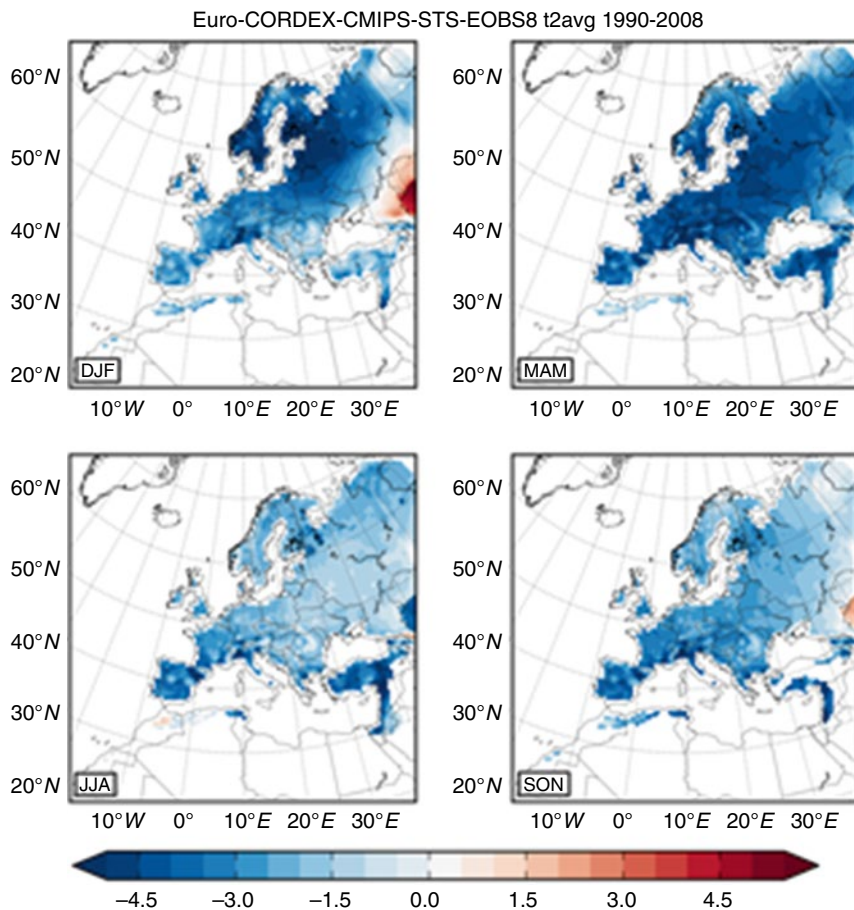 Euro-CORDEX-CMIPS-STS-EOBS8 t2avg 1990-2008
60°N 60°N
50°N 50°N
40°N 40°N
30°N 30°N
20°N DJF 20°N MAM
10°W 0° 10°E 20°E 30°E 10°W 0° 10°E 20°E 30°E
60°N 60°N
50°N 50°N
40°N 40°N
30°N 30°N
20°N JJA 20°N SON
10°W 0° 10°E 20°E 30°E 10°W 0° 10°E 20°E 30°E
−4.5 −3.0 −1.5 0.0 1.5 3.0 4.5